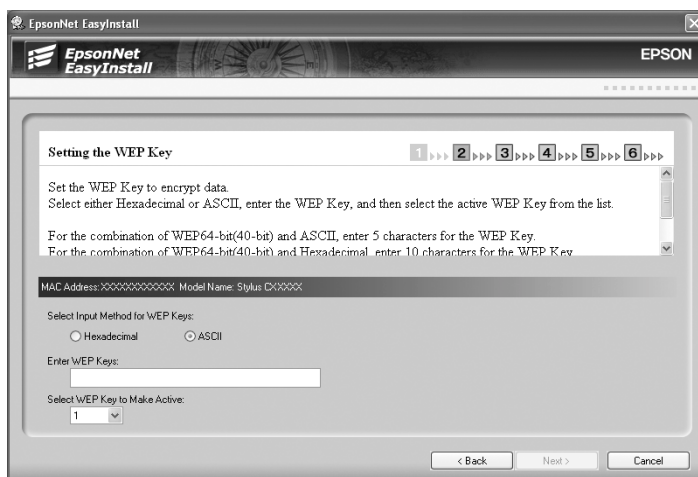 EpsonNet EasyInstall
EpsonNet
EasyInstall
EPSON
Setting the WEP Key
1 2 3 4 5 6
Set the WEP Key to encrypt data.
Select either Hexadecimal or ASCII, enter the WEP Key, and then select the active WEP Key from the list.
For the combination of WEP64-bit(40-bit) and ASCII, enter 5 characters for the WEP Key.
For the combination of WEP64-bit(40-bit) and Hexadecimal, enter 10 characters for the WEP Key.
MAC Address:XXXXXXXXXXXX Model Name: Stylus CXXXXX
Select Input Method for WEP Keys:
Hexadecimal ASCII
Enter WEP Keys:
Select WEP Key to Make Active:
1
< Back Next > Cancel